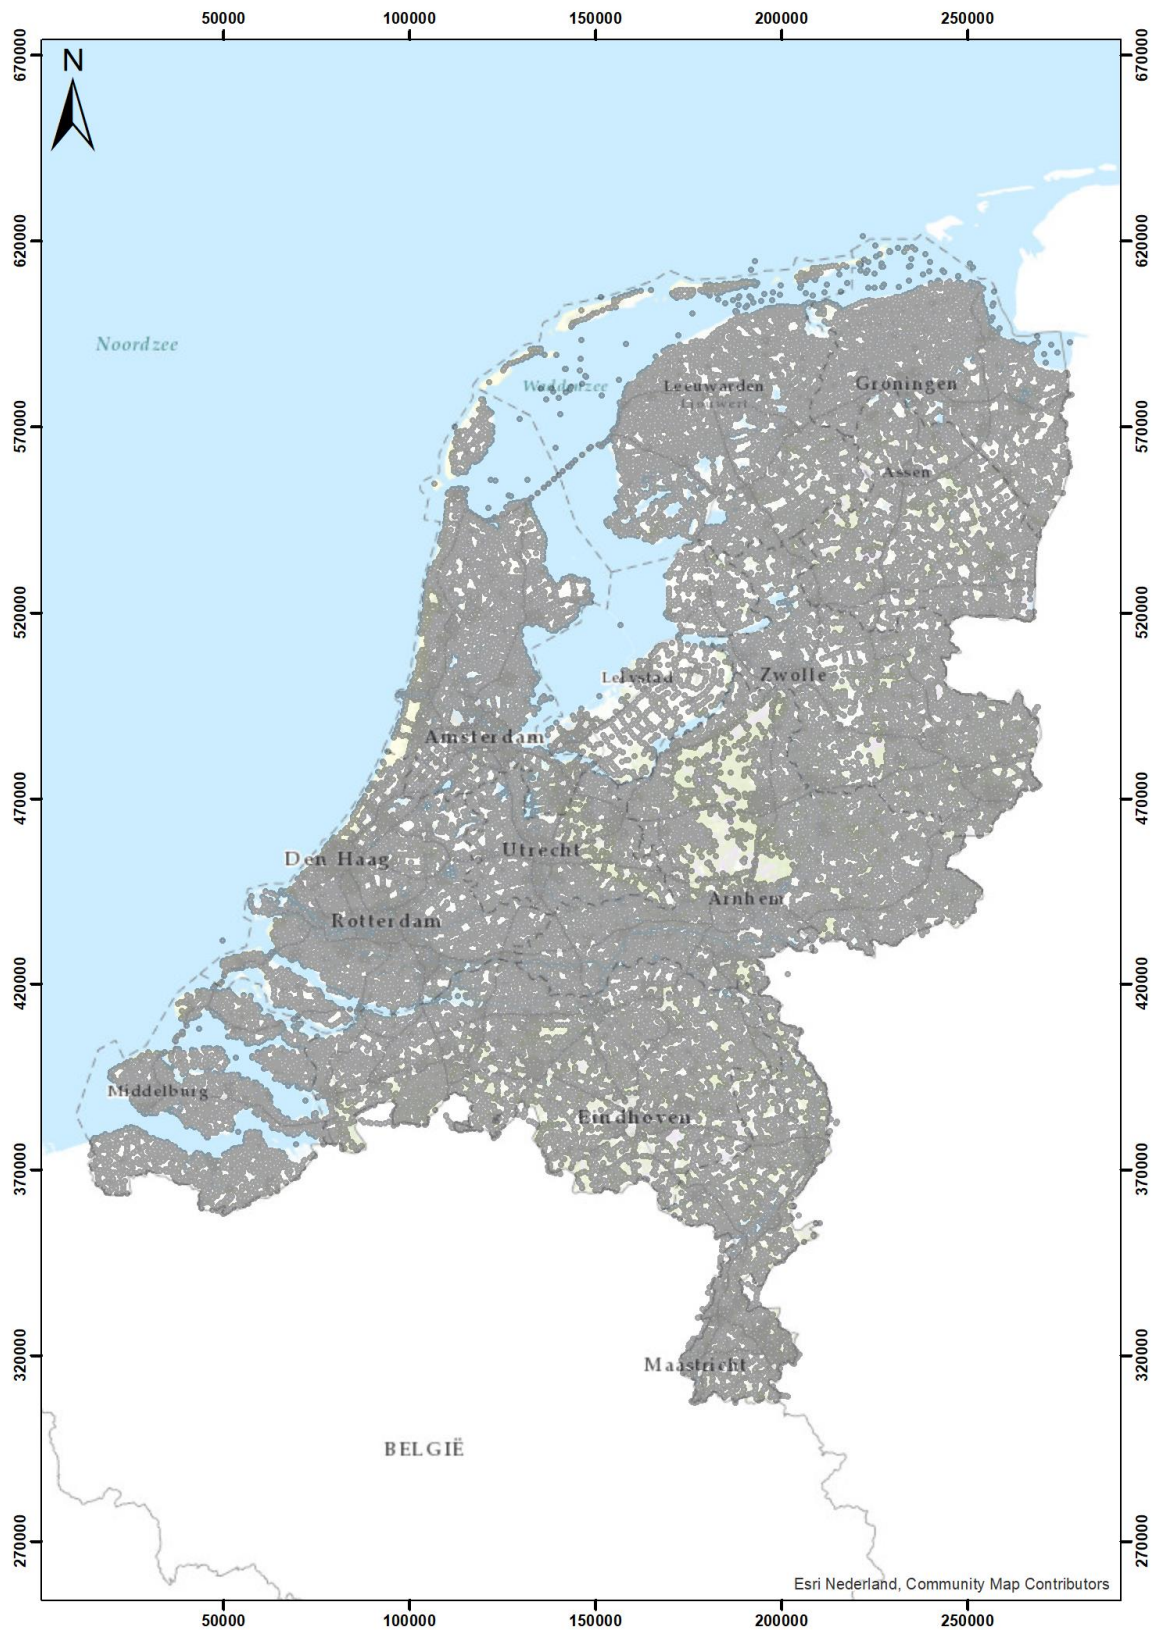 50000 100000 150000 200000 250000
670000 670000
N
620000 620000
Noordzee
Waddenzee
Leeuwarden
Groningen
Ljouwert
570000 570000
Assen
520000 520000
Lelystad
Zwolle
Amsterdam
470000 470000
Utrecht
Den Haag
Arnhem
Rotterdam
420000 420000
Middelburg
Eindhoven
370000 370000
320000 320000
Maastricht
BELGIË
270000 270000
Esri Nederland, Community Map Contributors
50000 100000 150000 200000 250000